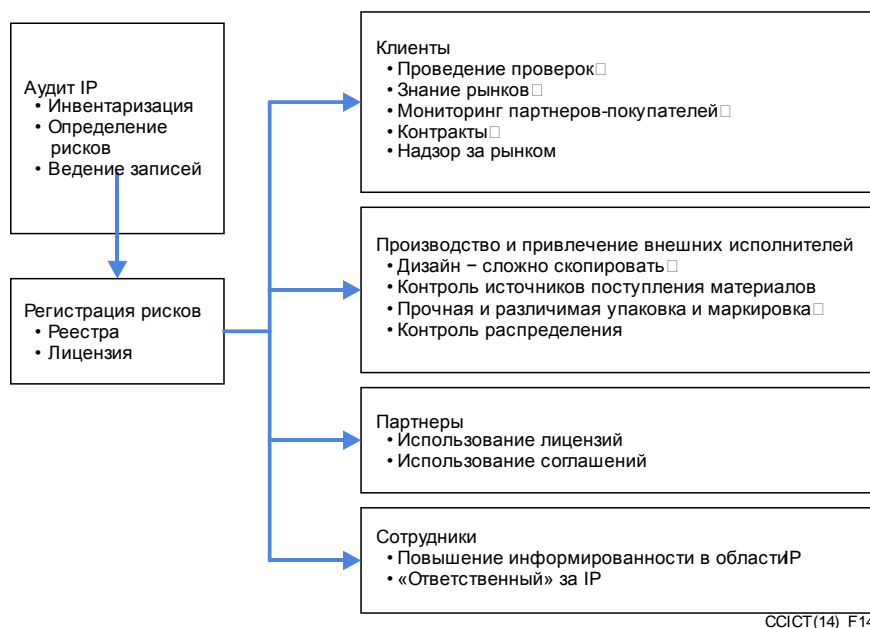 Аудит IP
• Инвентаризация
• Определение
рисков
• Ведение записей
Регистрация рисков
• Реестра
• Лицензия
Клиенты
• Проведение проверок□
• Знание рынков□
• Мониторинг партнеров-покупателей□
• Контракты□
• Надзор за рынком
Производство и привлечение внешних исполнителей
• Дизайн − сложно скопировать□
• Контроль источников поступления материалов
• Прочная и различимая упаковка и маркировка□
• Контроль распределения
Партнеры
• Использование лицензий
• Использование соглашений
Сотрудники
• Повышение информированности в областиIP
• «Ответственный» за IP
CCICT(14)_F14